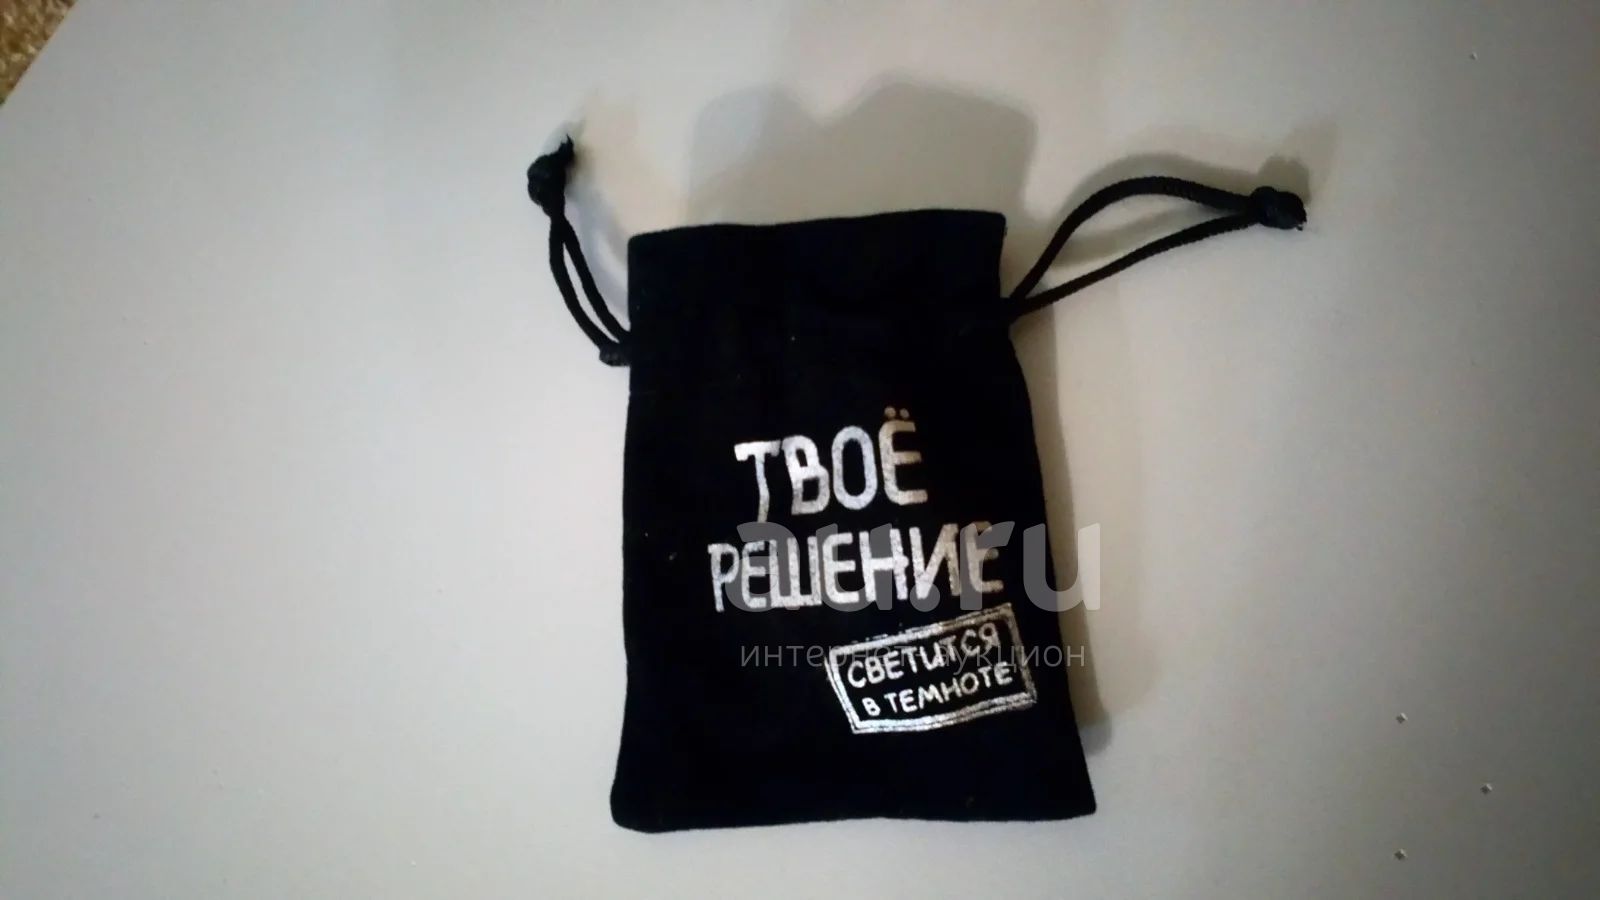 ТВОЁ
РЕШЕНИЕ
au.ru
интернет аукцион
СВЕТИТСЯ
В ТЕМНОТЕ